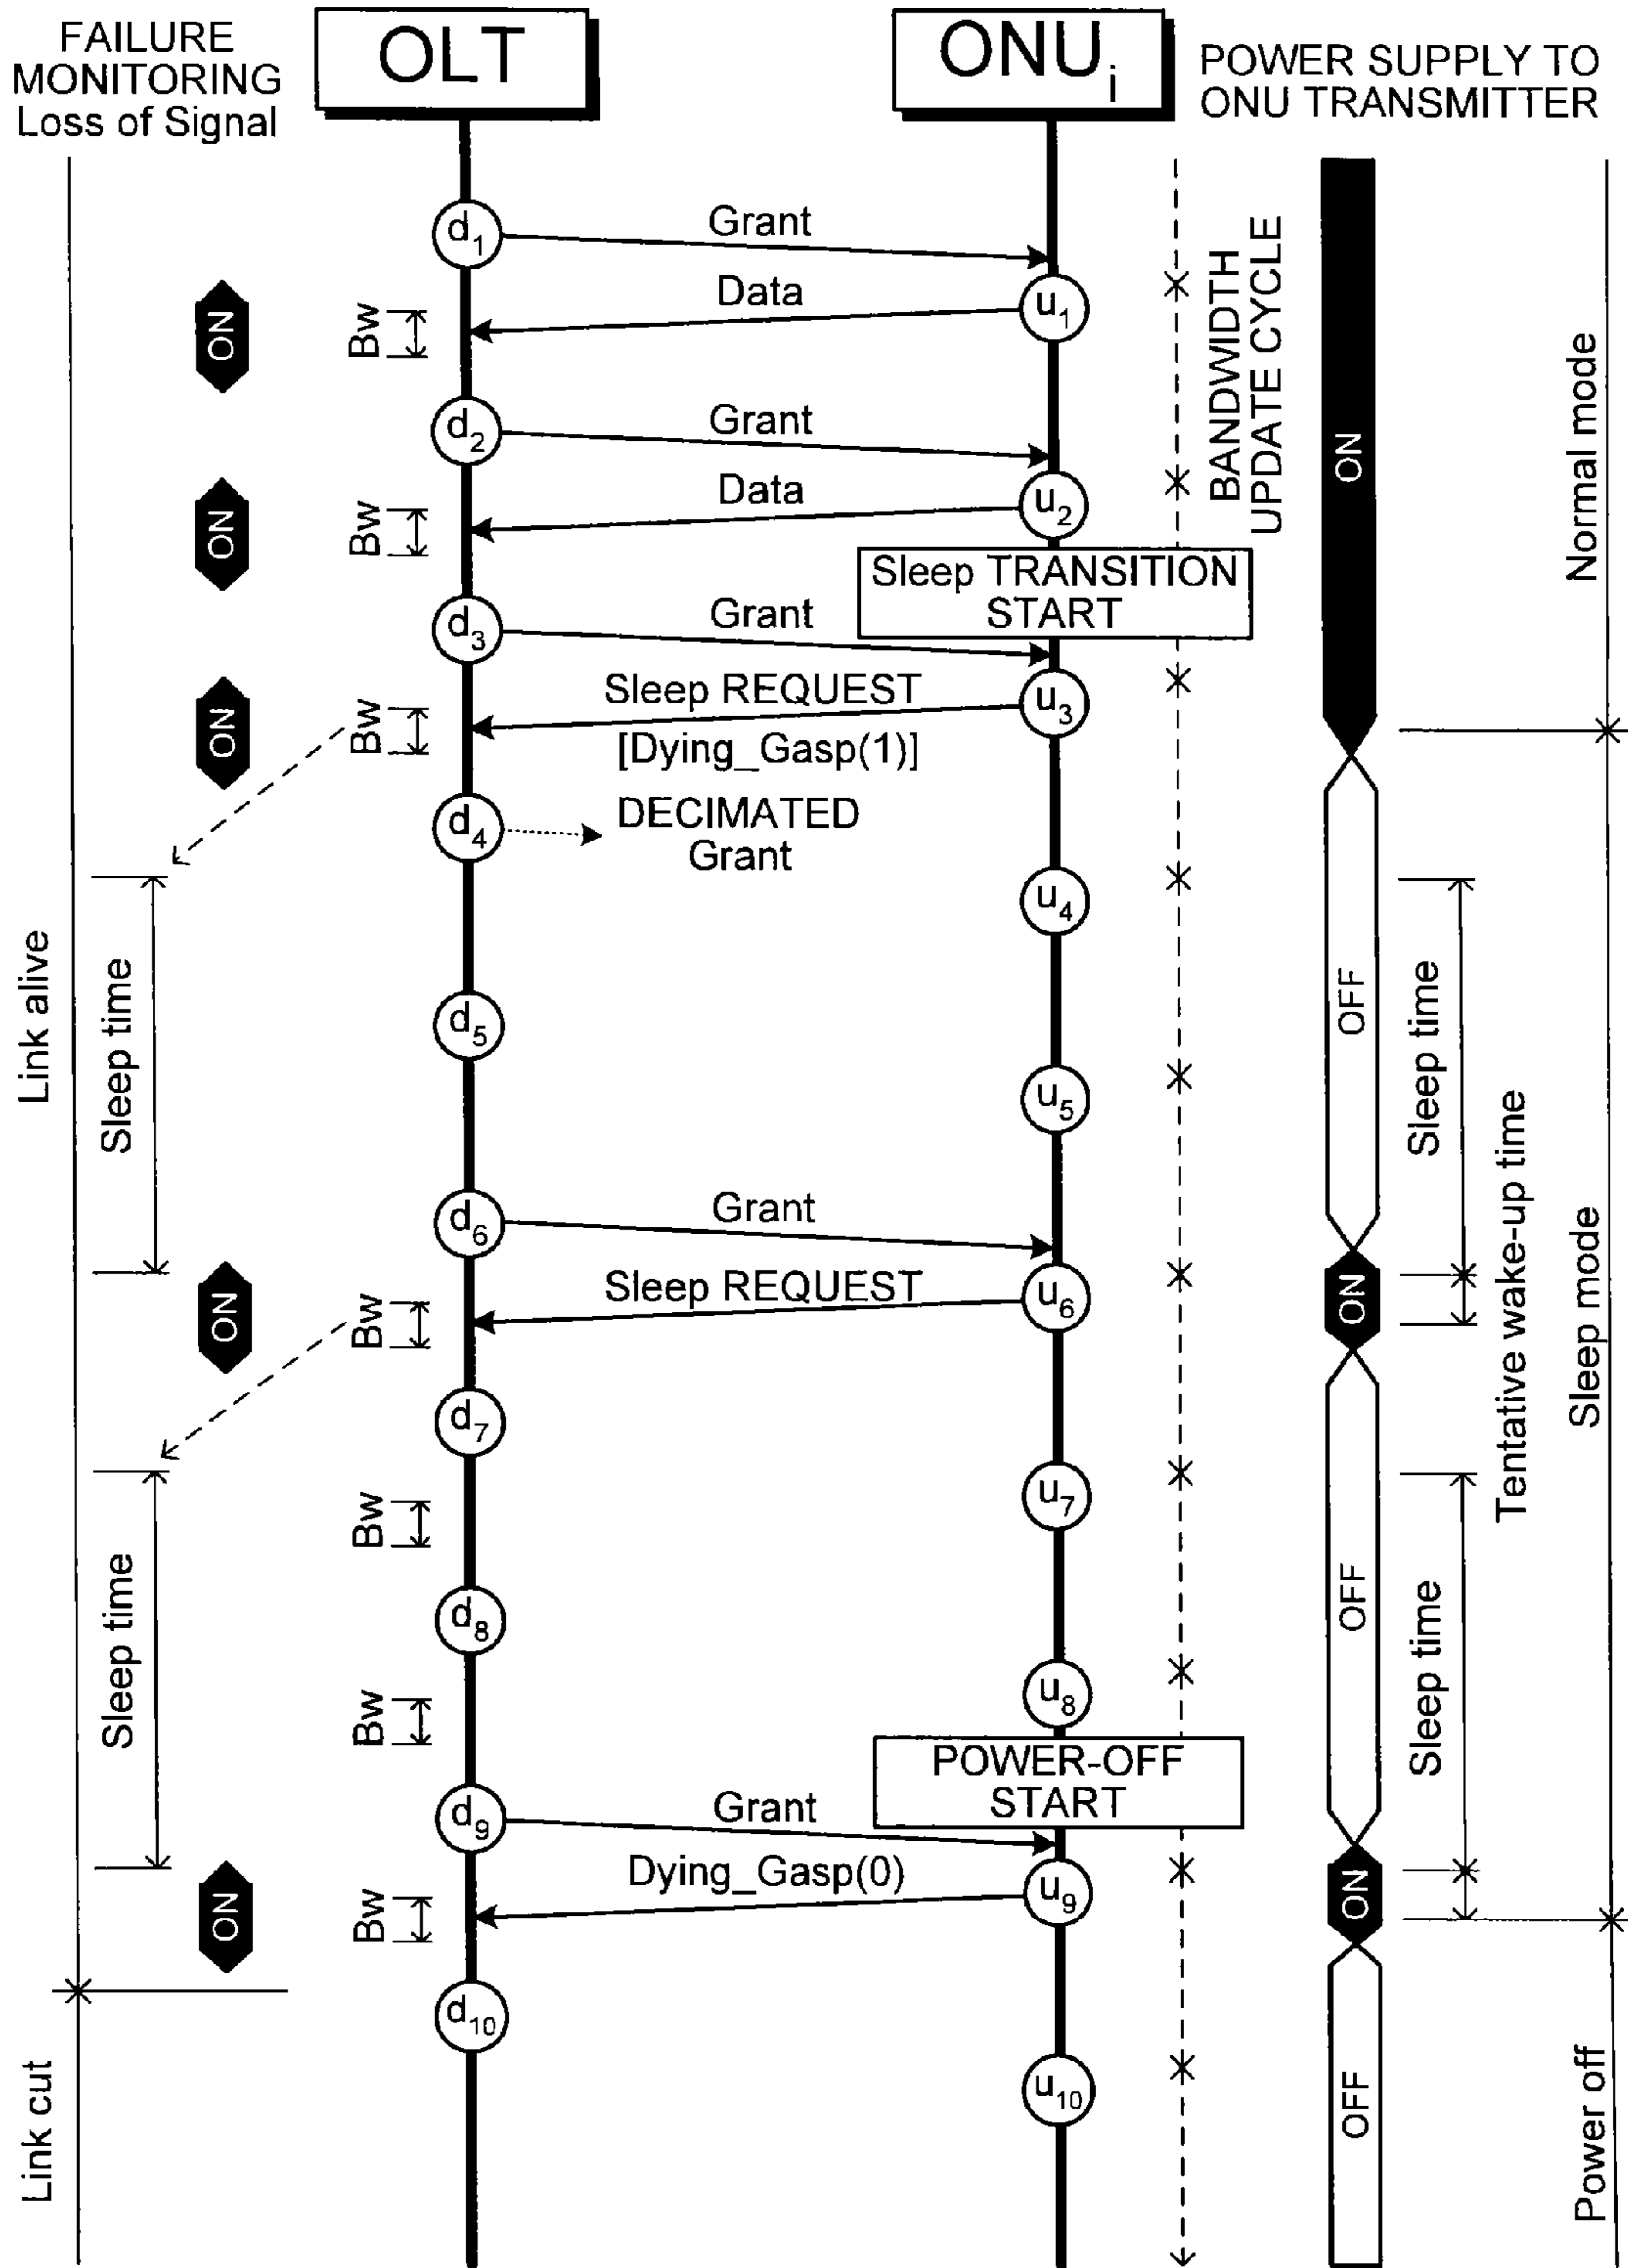 FAILURE
MONITORING
Loss of Signal
OLT
ONUi
POWER SUPPLY TO
ONU TRANSMITTER
d1
Grant
ON
Bw
Data
u1
BANDWIDTH
UPDATE CYCLE
ON
Normal mode
d2
Grant
ON
Bw
Data
u2
Sleep TRANSITION
START
d3
Grant
ON
Bw
Sleep REQUEST
[Dying_Gasp(1)]
u3
d4
DECIMATED
Grant
u4
Link alive
Sleep time
OFF
Sleep time
d5
u5
Tentative wake-up time
Sleep mode
d6
Grant
ON
Bw
Sleep REQUEST
u6
ON
d7
Bw
u7
Sleep time
OFF
Sleep time
d8
Bw
u8
POWER-OFF
START
d9
Grant
ON
Bw
Dying_Gasp(0)
u9
ON
d10
u10
Link cut
OFF
Power off